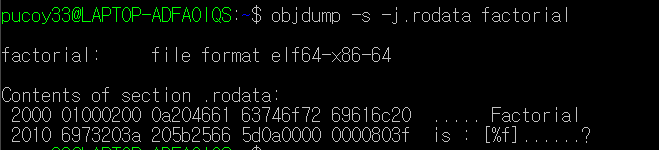 pucoy33@LAPTOP-ADFAOIQS:~$ objdump -s -j.rodata factorial
factorial:     file format elf64-x86-64
Contents of section .rodata:
 2000 01000200 0a204661 63746f72 69616c20  ..... Factorial 
 2010 6973203a 205b2566 5d0a0000 0000803f  is : [%f]......?